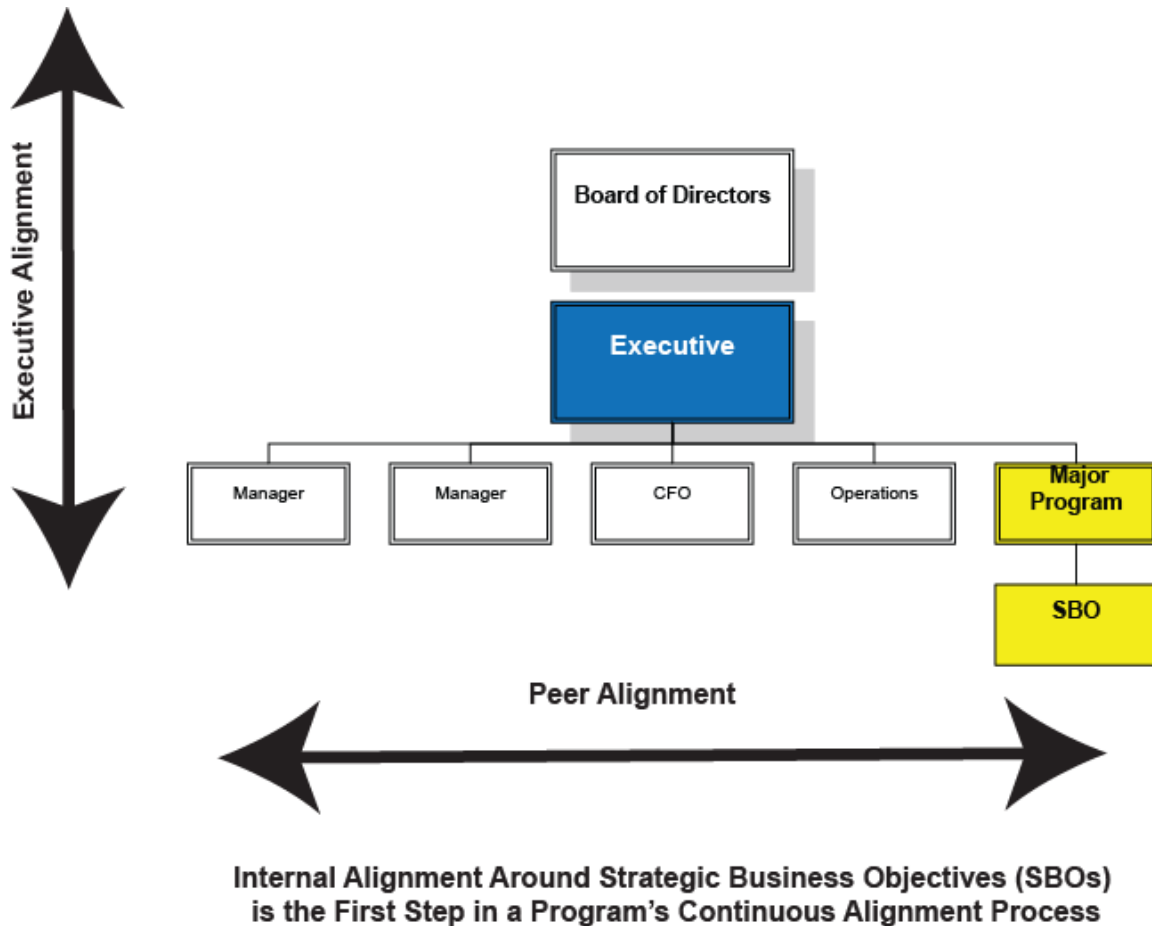 Executive Alignment
Board of Directors
Executive
Manager
Manager
CFO
Operations
Major
Program
SBO
Peer Alignment
Internal Alignment Around Strategic Business Objectives (SBOs)
is the First Step in a Program's Continuous Alignment Process